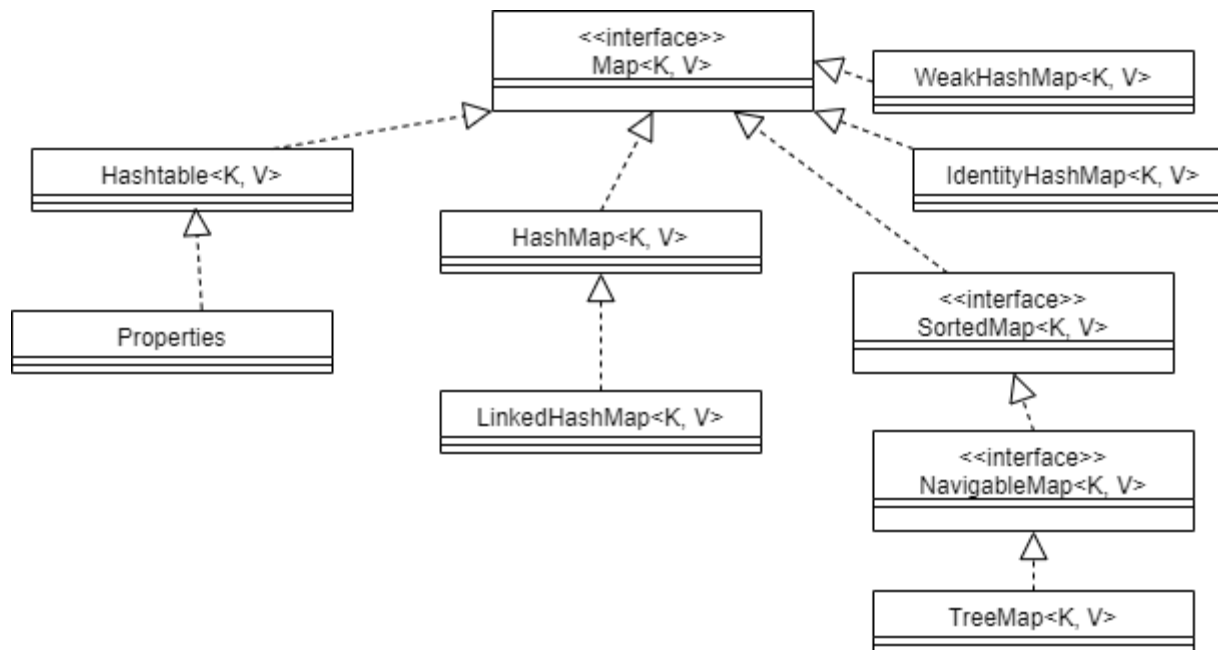 <<interface>>
Map<K, V>
WeakHashMap<K, V>
Hashtable<K, V>
IdentityHashMap<K, V>
HashMap<K, V>
<<interface>>
SortedMap<K, V>
Properties
LinkedHashMap<K, V>
<<interface>>
NavigableMap<K, V>
TreeMap<K, V>